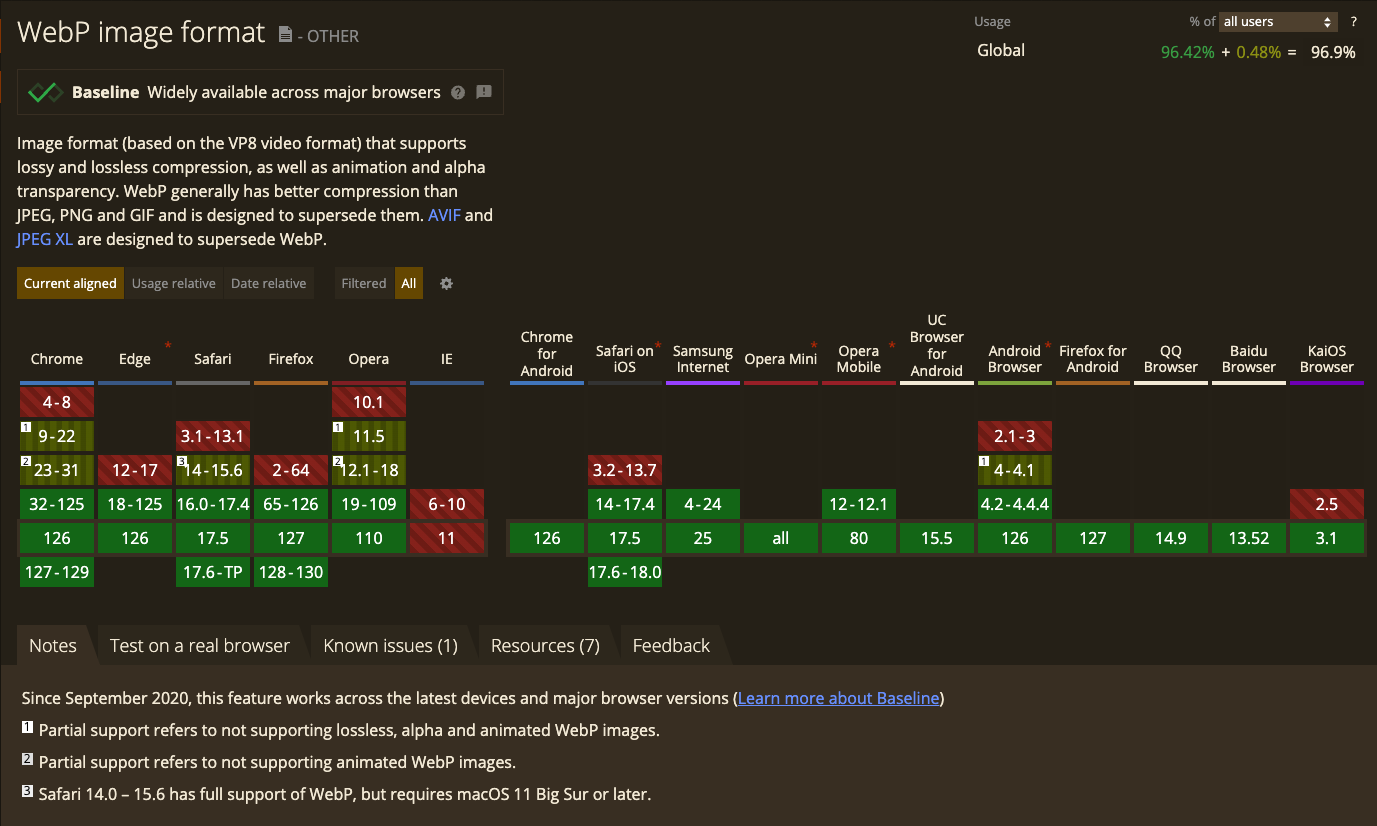 WebP image format - OTHER
Usage % of all users ?
Global 96.42% + 0.48% = 96.9%
Baseline Widely available across major browsers ?
Image format (based on the VP8 video format) that supports
lossy and lossless compression, as well as animation and alpha
transparency. WebP generally has better compression than
JPEG, PNG and GIF and is designed to supersede them. AVIF and
JPEG XL are designed to supersede WebP.
Current aligned Usage relative Date relative Filtered All
Chrome Edge * Safari Firefox Opera IE
4-8 10.1
1 9-22 3.1-13.1 1 11.5
2 23-31 12-17 3 14-15.6 2-64 2 12.1-18
32-125 18-125 16.0-17.4 65-126 19-109 6-10
126 126 17.5 127 110 11
127-129 17.6-TP 128-130
Chrome for Android Safari on iOS * Samsung Internet Opera Mini * Opera Mobile * UC Browser for Android Android Browser * Firefox for Android QQ Browser Baidu Browser KaiOS Browser
2.1-3
3.2-13.7 1 4-4.1
14-17.4 4-24 12-12.1 4.2-4.4.4 2.5
126 17.5 25 all 80 15.5 126 127 14.9 13.52 3.1
17.6-18.0
Notes Test on a real browser Known issues (1) Resources (7) Feedback
Since September 2020, this feature works across the latest devices and major browser versions (Learn more about Baseline)
1 Partial support refers to not supporting lossless, alpha and animated WebP images.
2 Partial support refers to not supporting animated WebP images.
3 Safari 14.0 – 15.6 has full support of WebP, but requires macOS 11 Big Sur or later.